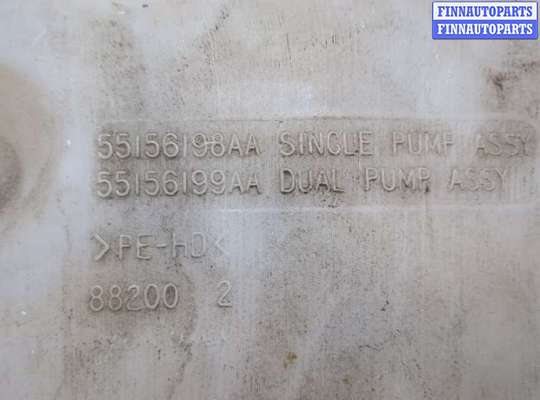 FINNAUTOPARTS
FINNAUTOPARTS
55156198AA SINGLE PUMP ASSY
55156199AA DUAL PUMP ASSY
>PE-HD<
88200 2